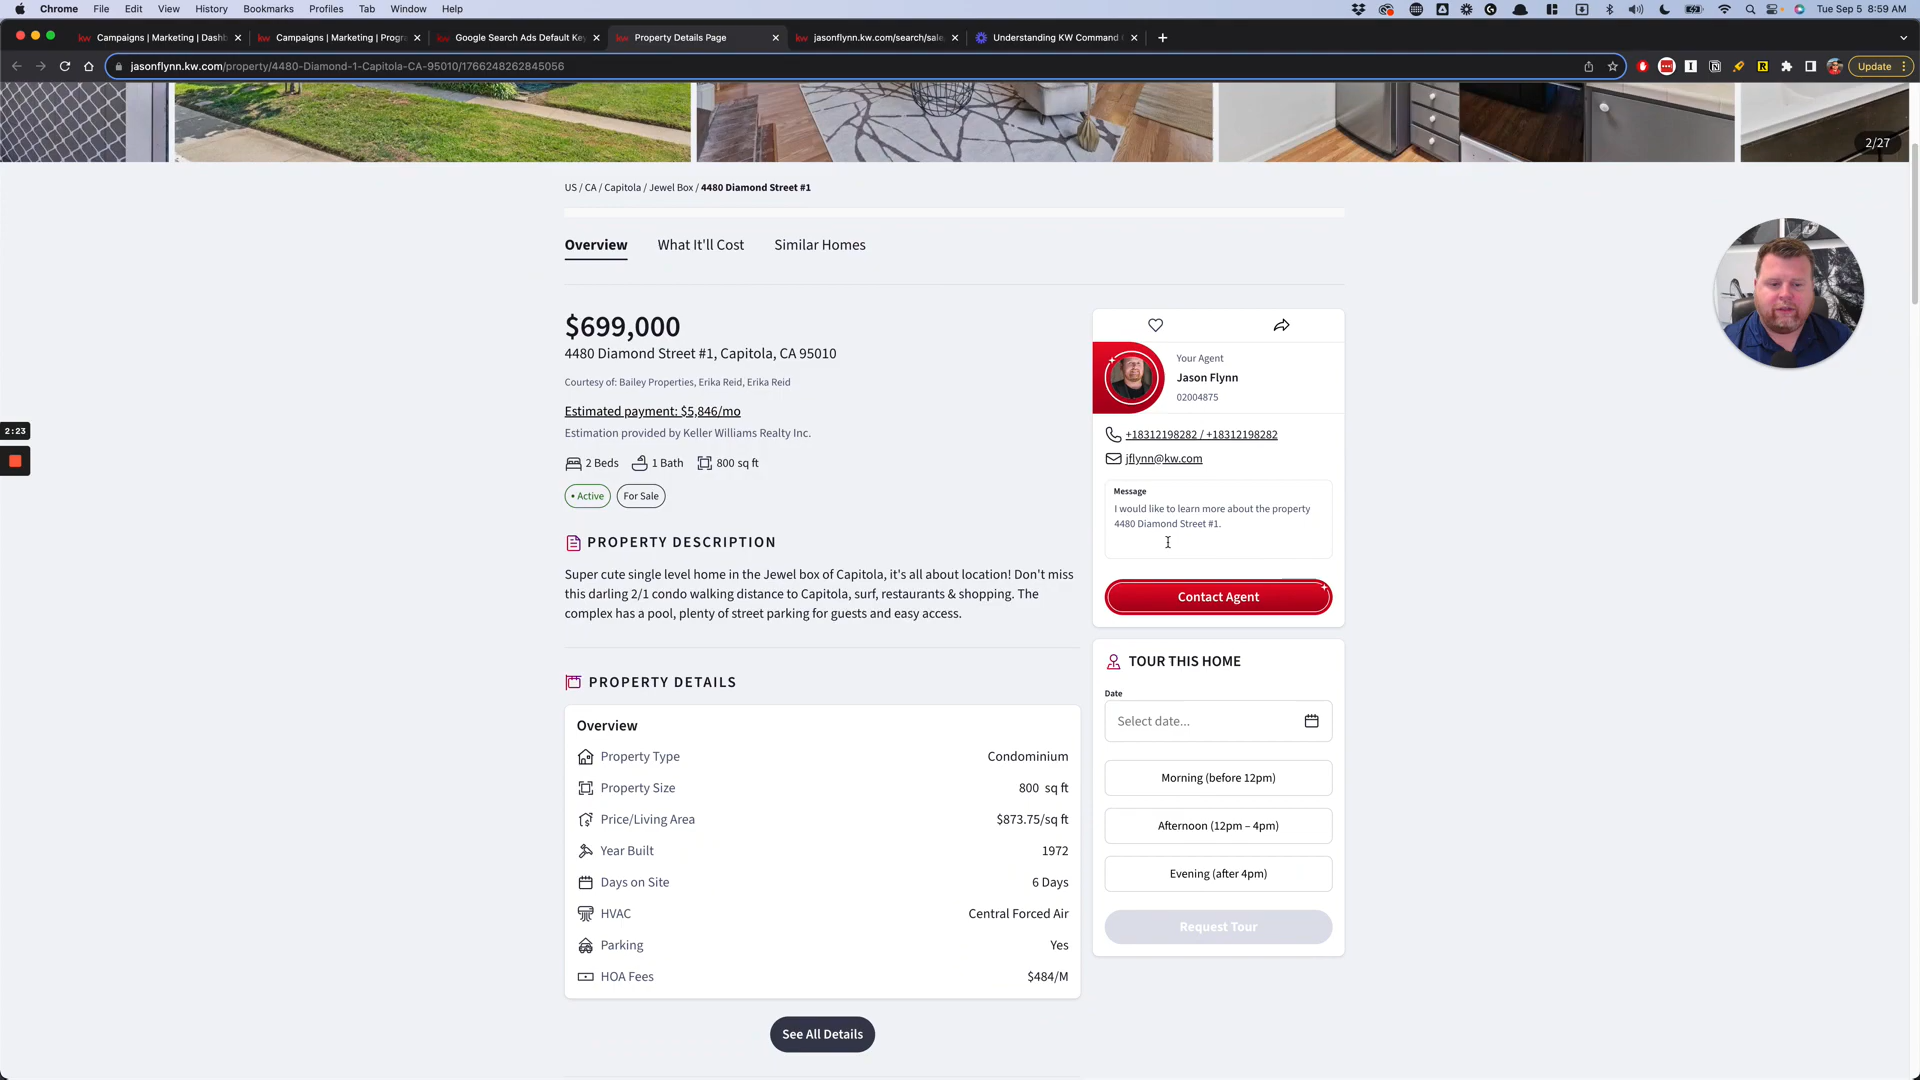 Chrome File Edit View History Bookmarks Profiles Tab Window Help
Tue Sep 5 8:59 AM
kw Campaigns | Marketing | Dashb
kw Campaigns | Marketing | Progra
kw Google Search Ads Default Key
kw Property Details Page
kw jasonflynn.kw.com/search/sale
Understanding KW Command
jasonflynn.kw.com/property/4480-Diamond-1-Capitola-CA-95010/1766248262845056
Update
2/27
US / CA / Capitola / Jewel Box / 4480 Diamond Street #1
Overview What It'll Cost Similar Homes
$699,000
4480 Diamond Street #1, Capitola, CA 95010
Courtesy of: Bailey Properties, Erika Reid, Erika Reid
Estimated payment: $5,846/mo
Estimation provided by Keller Williams Realty Inc.
2 Beds 1 Bath 800 sq ft
• Active For Sale
PROPERTY DESCRIPTION
Super cute single level home in the Jewel box of Capitola, it's all about location! Don't miss
this darling 2/1 condo walking distance to Capitola, surf, restaurants & shopping. The
complex has a pool, plenty of street parking for guests and easy access.
PROPERTY DETAILS
Overview
Property Type Condominium
Property Size 800 sq ft
Price/Living Area $873.75/sq ft
Year Built 1972
Days on Site 6 Days
HVAC Central Forced Air
Parking Yes
HOA Fees $484/M
See All Details
Your Agent
Jason Flynn
02004875
+18312198282 / +18312198282
jflynn@kw.com
Message
I would like to learn more about the property
4480 Diamond Street #1.
Contact Agent
TOUR THIS HOME
Date
Select date...
Morning (before 12pm)
Afternoon (12pm – 4pm)
Evening (after 4pm)
Request Tour
2:23